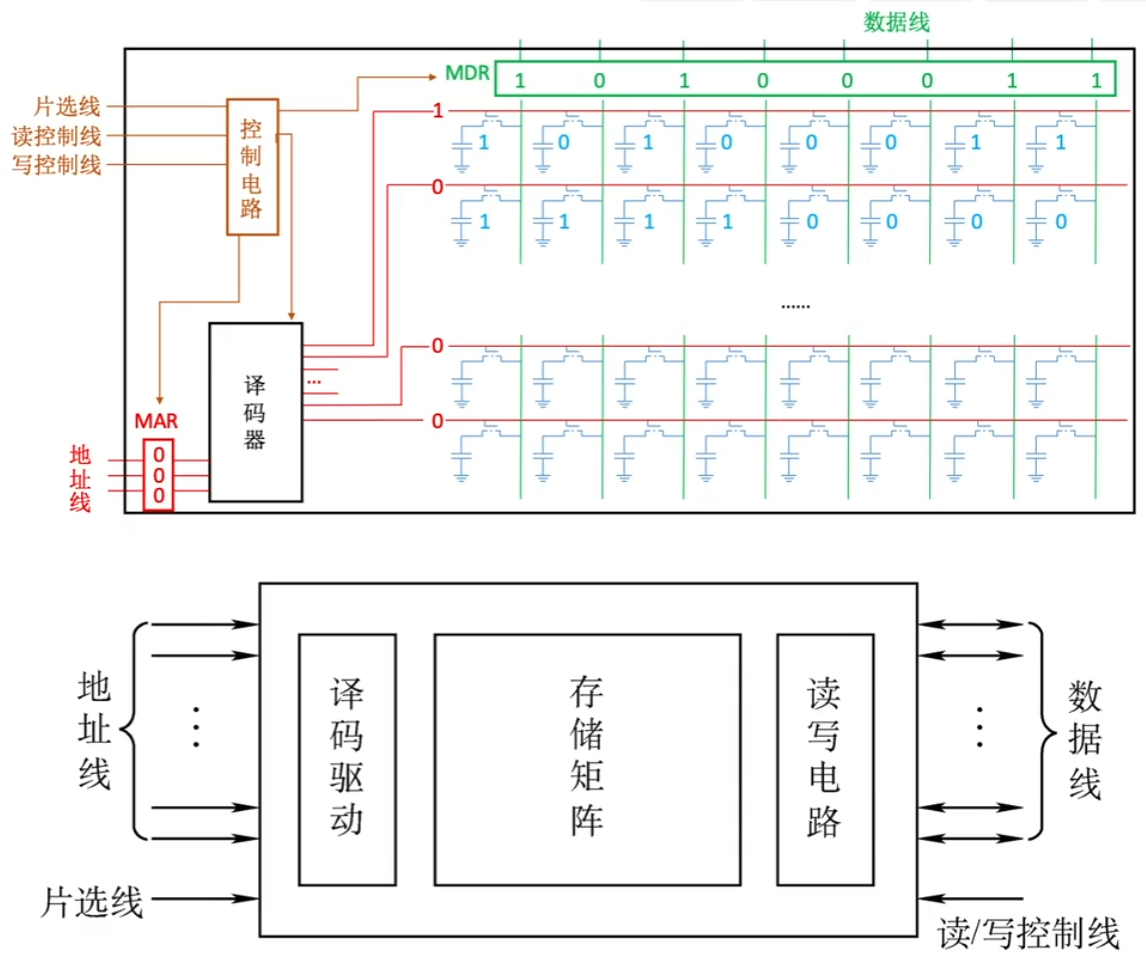 数据线
MDR 1 0 1 0 0 0 1 1
片选线
读控制线
写控制线
控制电路
1
1 0 1 0 0 0 1 1
0
1 1 1 1 0 0 0 0
......
0
...
译码器
0
MAR
地址线
0
0
0
地址线
译码驱动
存储矩阵
读写电路
数据线
片选线
读/写控制线